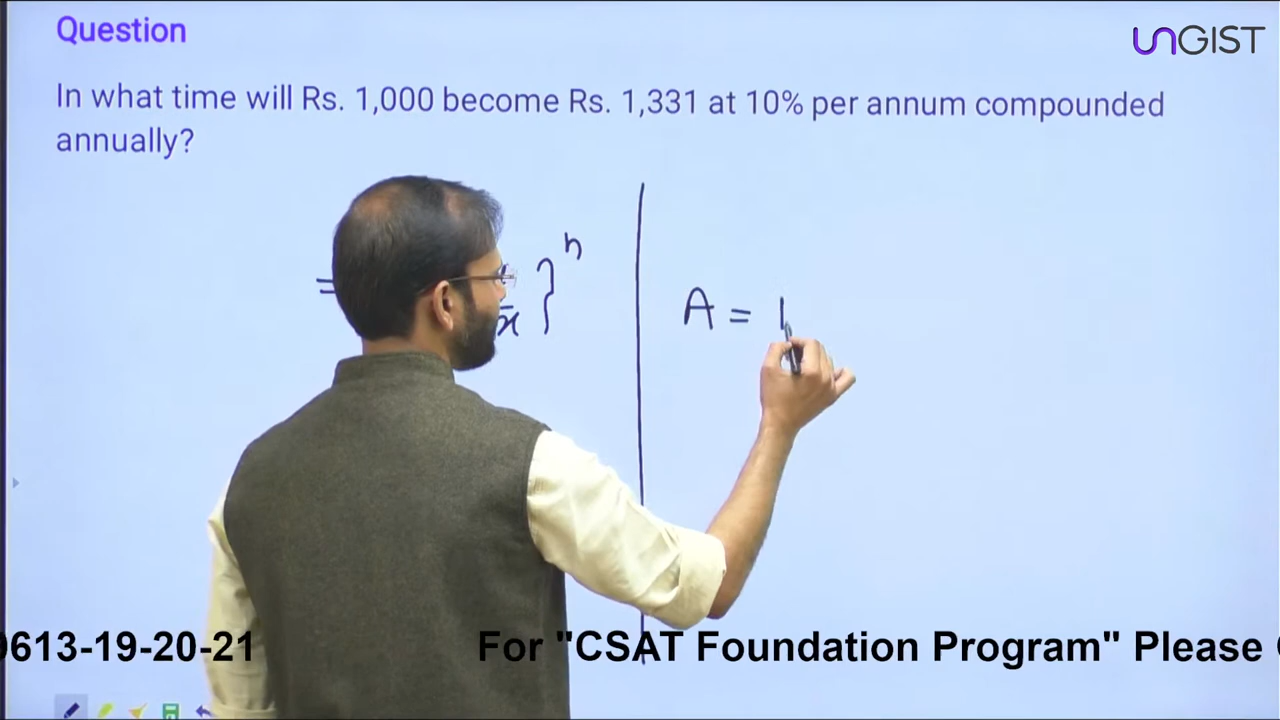 Question
UNGIST
In what time will Rs. 1,000 become Rs. 1,331 at 10% per annum compounded
annually?
= x } n
A = 1
0613-19-20-21 For "CSAT Foundation Program" Please